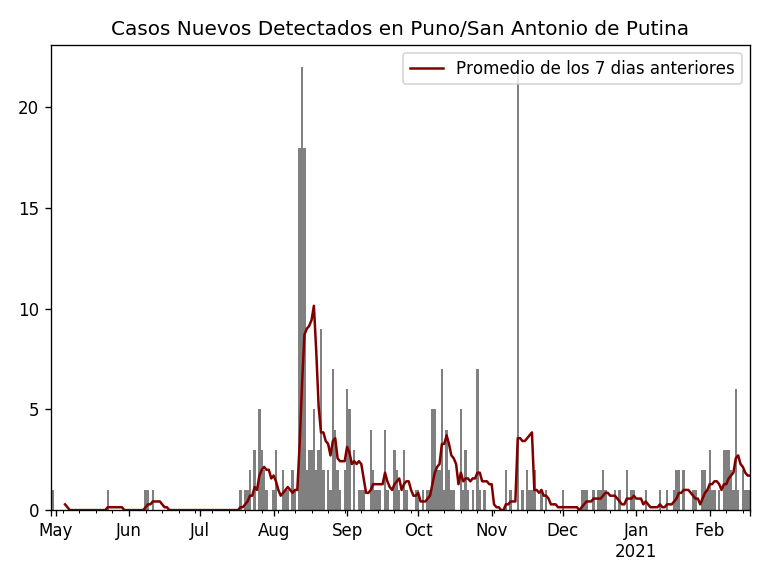 Casos Nuevos Detectados en Puno/San Antonio de Putina
Promedio de los 7 dias anteriores
20
15
10
5
0
May Jun Jul Aug Sep Oct Nov Dec Jan Feb
2021